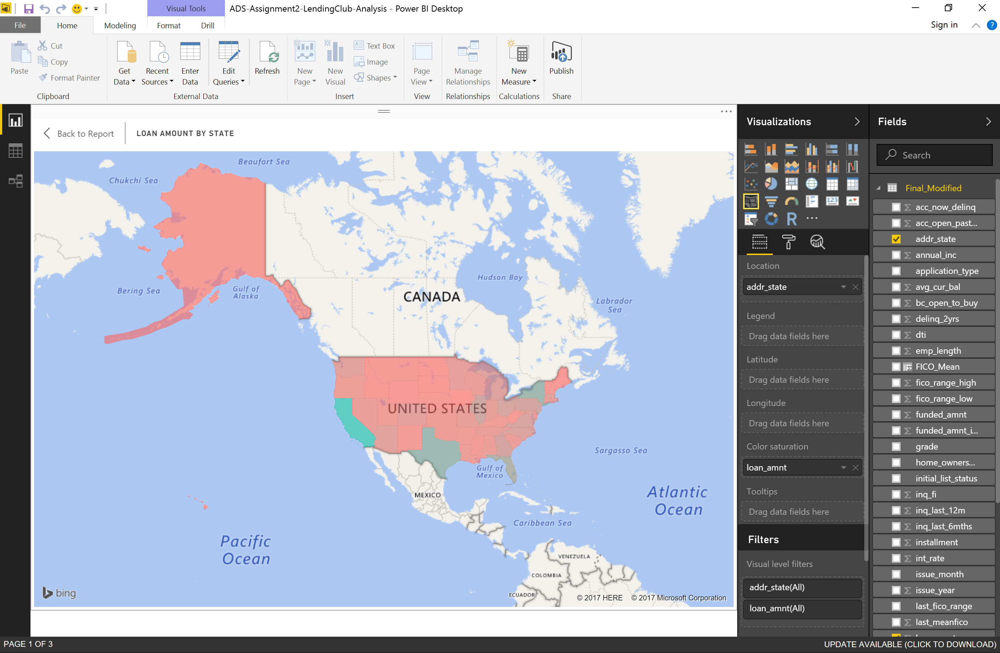 Visual Tools
ADS-Assignment2-LendingClub-Analysis - Power BI Desktop
File
Home
Modeling
Format
Drill
Sign in
?
Paste
Cut
Copy
Format Painter
Clipboard
Get Data
Recent Sources
Enter Data
Edit Queries
External Data
Refresh
New Page
New Visual
Text Box
Image
Shapes
Insert
Page View
View
Manage Relationships
Relationships
New Measure
Calculations
Publish
Share
Back to Report
LOAN AMOUNT BY STATE
Beaufort Sea
Chukchi Sea
Bering Sea
Gulf of Alaska
Hudson Bay
CANADA
Labrador Sea
UNITED STATES
Sargasso Sea
Gulf of Mexico
MEXICO
Atlantic Ocean
Caribbean Sea
Pacific Ocean
VENEZUELA
COLOMBIA
ECUADOR
bing
© 2017 HERE © 2017 Microsoft Corporation
Visualizations
123
R
Location
addr_state
Legend
Drag data fields here
Latitude
Drag data fields here
Longitude
Drag data fields here
Color saturation
loan_amnt
Tooltips
Drag data fields here
Filters
Visual level filters
addr_state(All)
loan_amnt(All)
Fields
Search
Final_Modified
acc_now_delinq
acc_open_past...
addr_state
annual_inc
application_type
avg_cur_bal
bc_open_to_buy
delinq_2yrs
dti
emp_length
FICO_Mean
fico_range_high
fico_range_low
funded_amnt
funded_amnt_i...
grade
home_owners...
initial_list_status
inq_fi
inq_last_12m
inq_last_6mths
installment
int_rate
issue_month
issue_year
last_fico_range
last_meanfico
PAGE 1 OF 3
UPDATE AVAILABLE (CLICK TO DOWNLOAD)